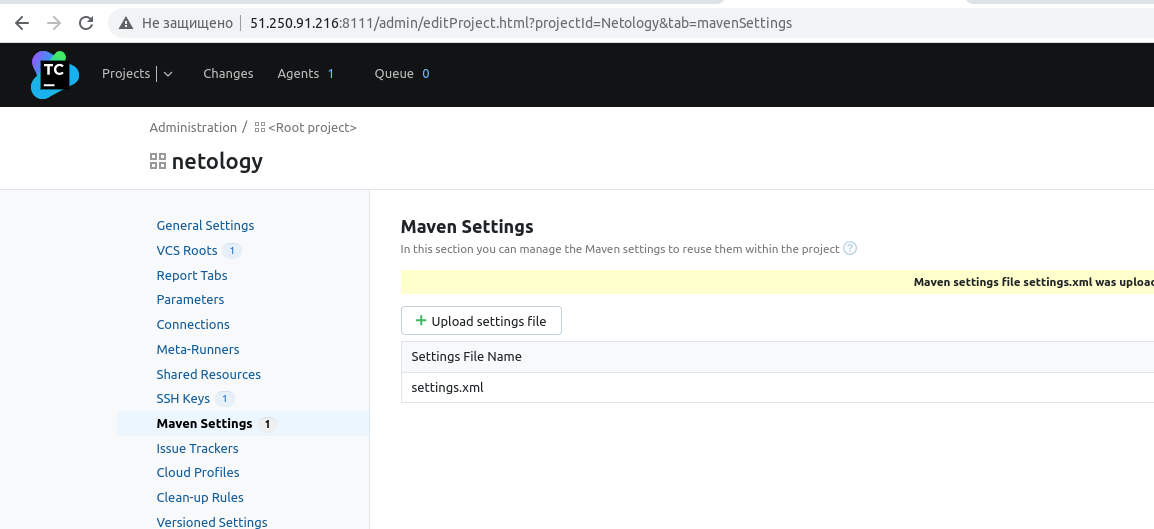 Не защищено 51.250.91.216:8111/admin/editProject.html?projectId=Netology&tab=mavenSettings
TC Projects Changes Agents 1 Queue 0
Administration / <Root project>
netology
General Settings
VCS Roots 1
Report Tabs
Parameters
Connections
Meta-Runners
Shared Resources
SSH Keys 1
Maven Settings 1
Issue Trackers
Cloud Profiles
Clean-up Rules
Versioned Settings
Maven Settings
In this section you can manage the Maven settings to reuse them within the project ?
Maven settings file settings.xml was uploa
+ Upload settings file
Settings File Name
settings.xml